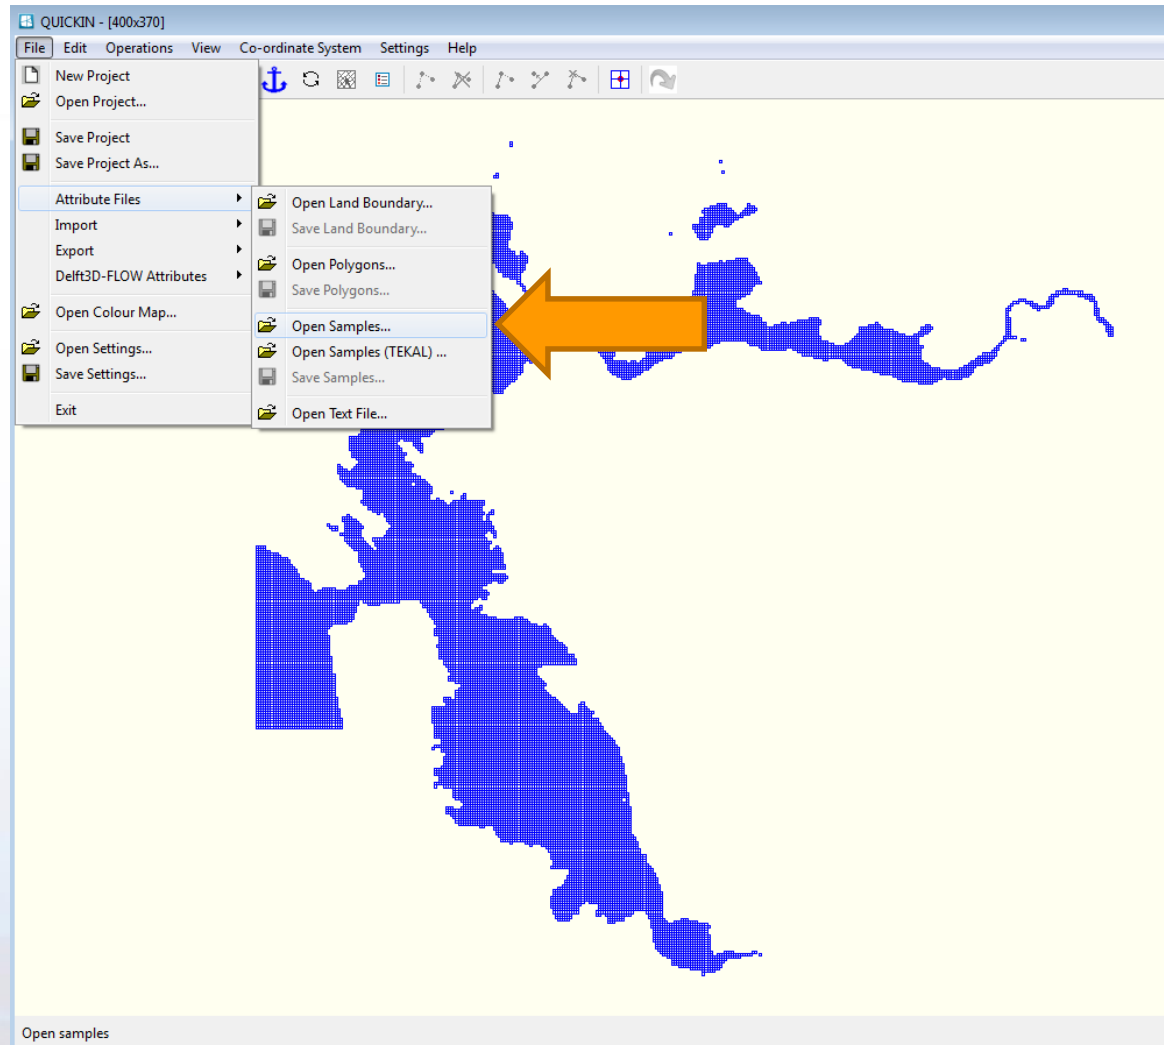 QUICKIN - [400x370]
File Edit Operations View Co-ordinate System Settings Help
New Project
Open Project...
Save Project
Save Project As...
Attribute Files
Import
Export
Delft3D-FLOW Attributes
Open Colour Map...
Open Settings...
Save Settings...
Exit
Open Land Boundary...
Save Land Boundary...
Open Polygons...
Save Polygons...
Open Samples...
Open Samples (TEKAL) ...
Save Samples...
Open Text File...
Open samples